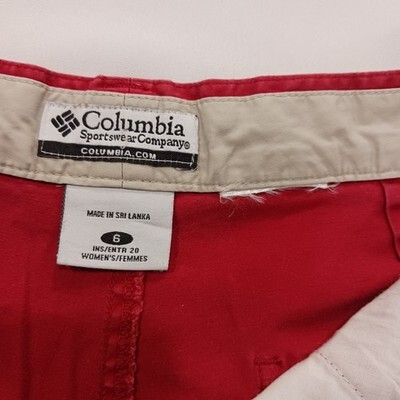 Columbia
Sportswear Company®
COLUMBIA.COM
MADE IN SRI LANKA
6
INS/ENTR 20
WOMEN'S/FEMMES